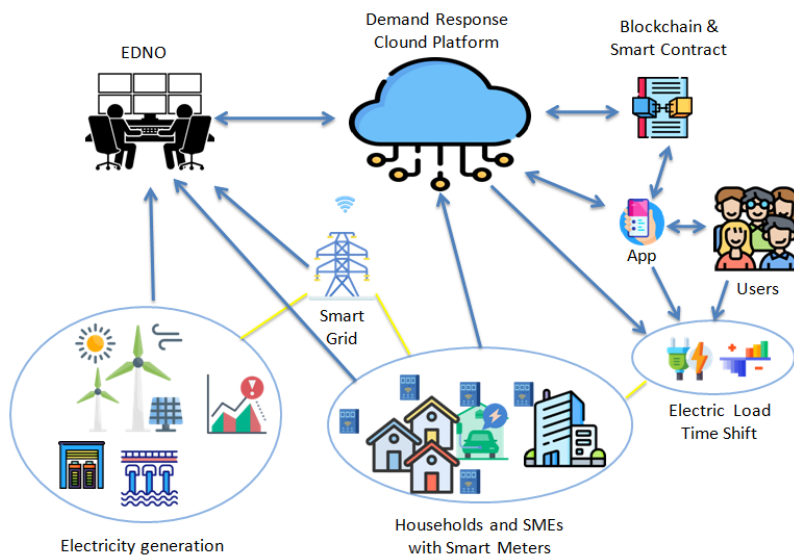 Demand Response
Clound Platform
Blockchain &
Smart Contract
EDNO
App
Users
Smart
Grid
Electric Load
Time Shift
Households and SMEs
with Smart Meters
Electricity generation